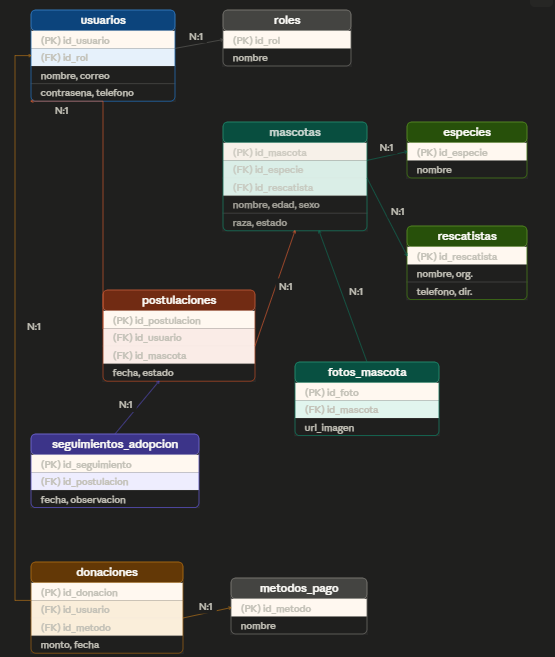 usuarios
(PK) id_usuario
(FK) id_rol
nombre, correo
contrasena, telefono
N:1
roles
(PK) id_rol
nombre
N:1
mascotas
(PK) id_mascota
(FK) id_especie
(FK) id_rescatista
nombre, edad, sexo
raza, estado
N:1
especies
(PK) id_especie
nombre
N:1
rescatistas
(PK) id_rescatista
nombre, org.
telefono, dir.
postulaciones
(PK) id_postulacion
(FK) id_usuario
(FK) id_mascota
fecha, estado
N:1
N:1
N:1
fotos_mascota
(PK) id_foto
(FK) id_mascota
url_imagen
N:1
seguimientos_adopcion
(PK) id_seguimiento
(FK) id_postulacion
fecha, observacion
donaciones
(PK) id_donacion
(FK) id_usuario
(FK) id_metodo
monto, fecha
N:1
metodos_pago
(PK) id_metodo
nombre